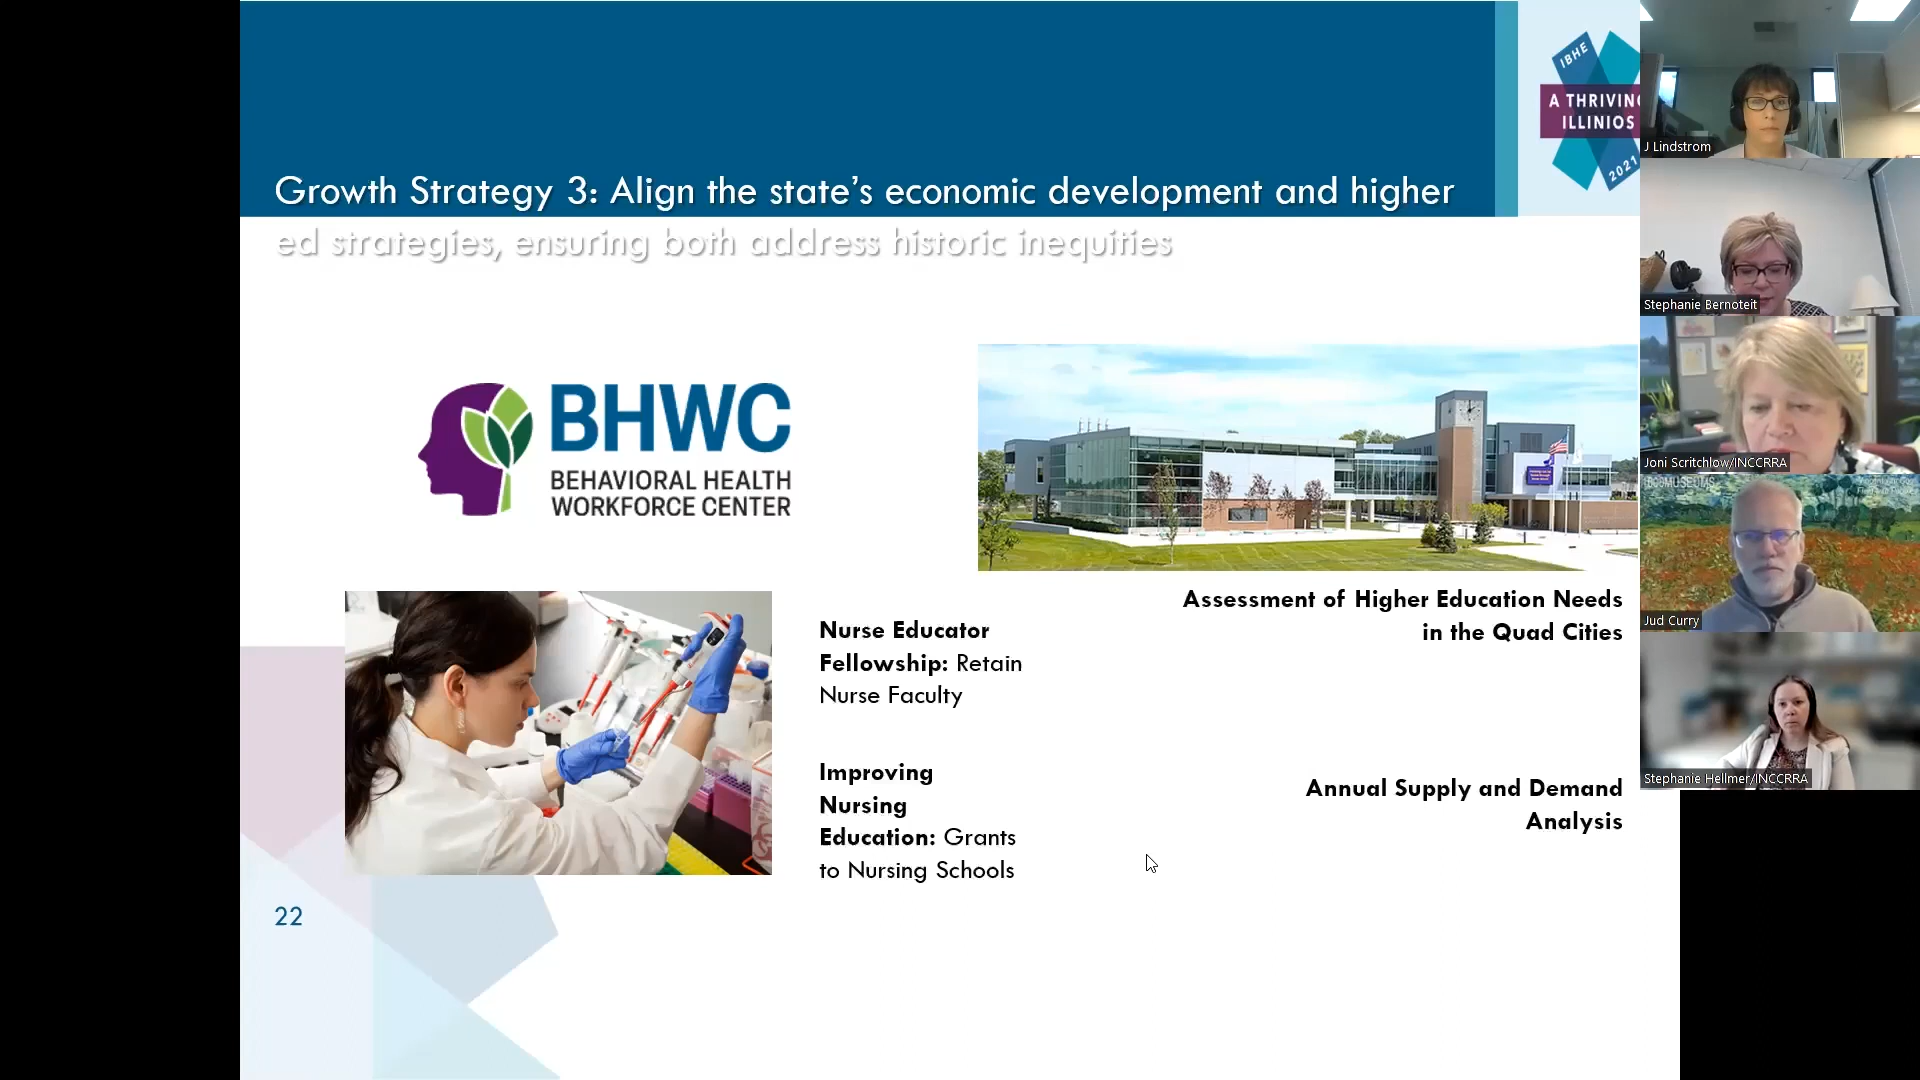 Growth Strategy 3: Align the state’s economic development and higher
ed strategies, ensuring both address historic inequities
IBHE
A THRIVING
ILLINIOS
2021
BHWC
BEHAVIORAL HEALTH
WORKFORCE CENTER
Nurse Educator
Fellowship: Retain
Nurse Faculty
Improving
Nursing
Education: Grants
to Nursing Schools
Assessment of Higher Education Needs
in the Quad Cities
Annual Supply and Demand
Analysis
22
J Lindstrom
Stephanie Bernoteit
Joni Scritchlow/INCCRRA
Jud Curry
Stephanie Hellmer/INCCRRA